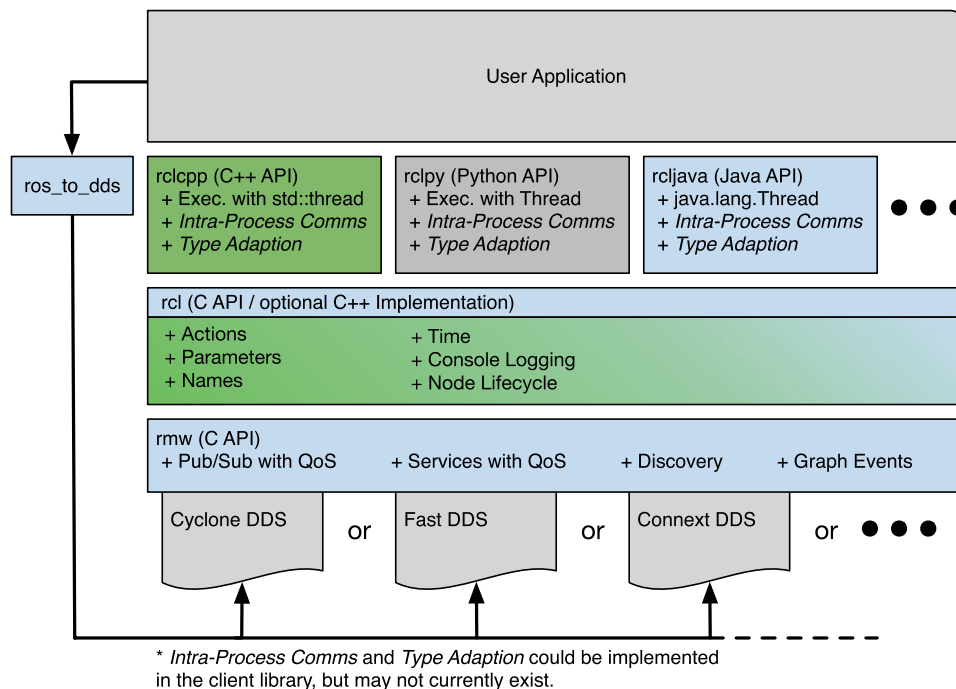 User Application
ros_to_dds
rclcpp (C++ API)
+ Exec. with std::thread
+ Intra-Process Comms
+ Type Adaption
rclpy (Python API)
+ Exec. with Thread
+ Intra-Process Comms
+ Type Adaption
rcljava (Java API)
+ java.lang.Thread
+ Intra-Process Comms
+ Type Adaption
rcl (C API / optional C++ Implementation)
+ Actions
+ Parameters
+ Names
+ Time
+ Console Logging
+ Node Lifecycle
rmw (C API)
+ Pub/Sub with QoS + Services with QoS + Discovery + Graph Events
Cyclone DDS or Fast DDS or Connext DDS or
* Intra-Process Comms and Type Adaption could be implemented
in the client library, but may not currently exist.